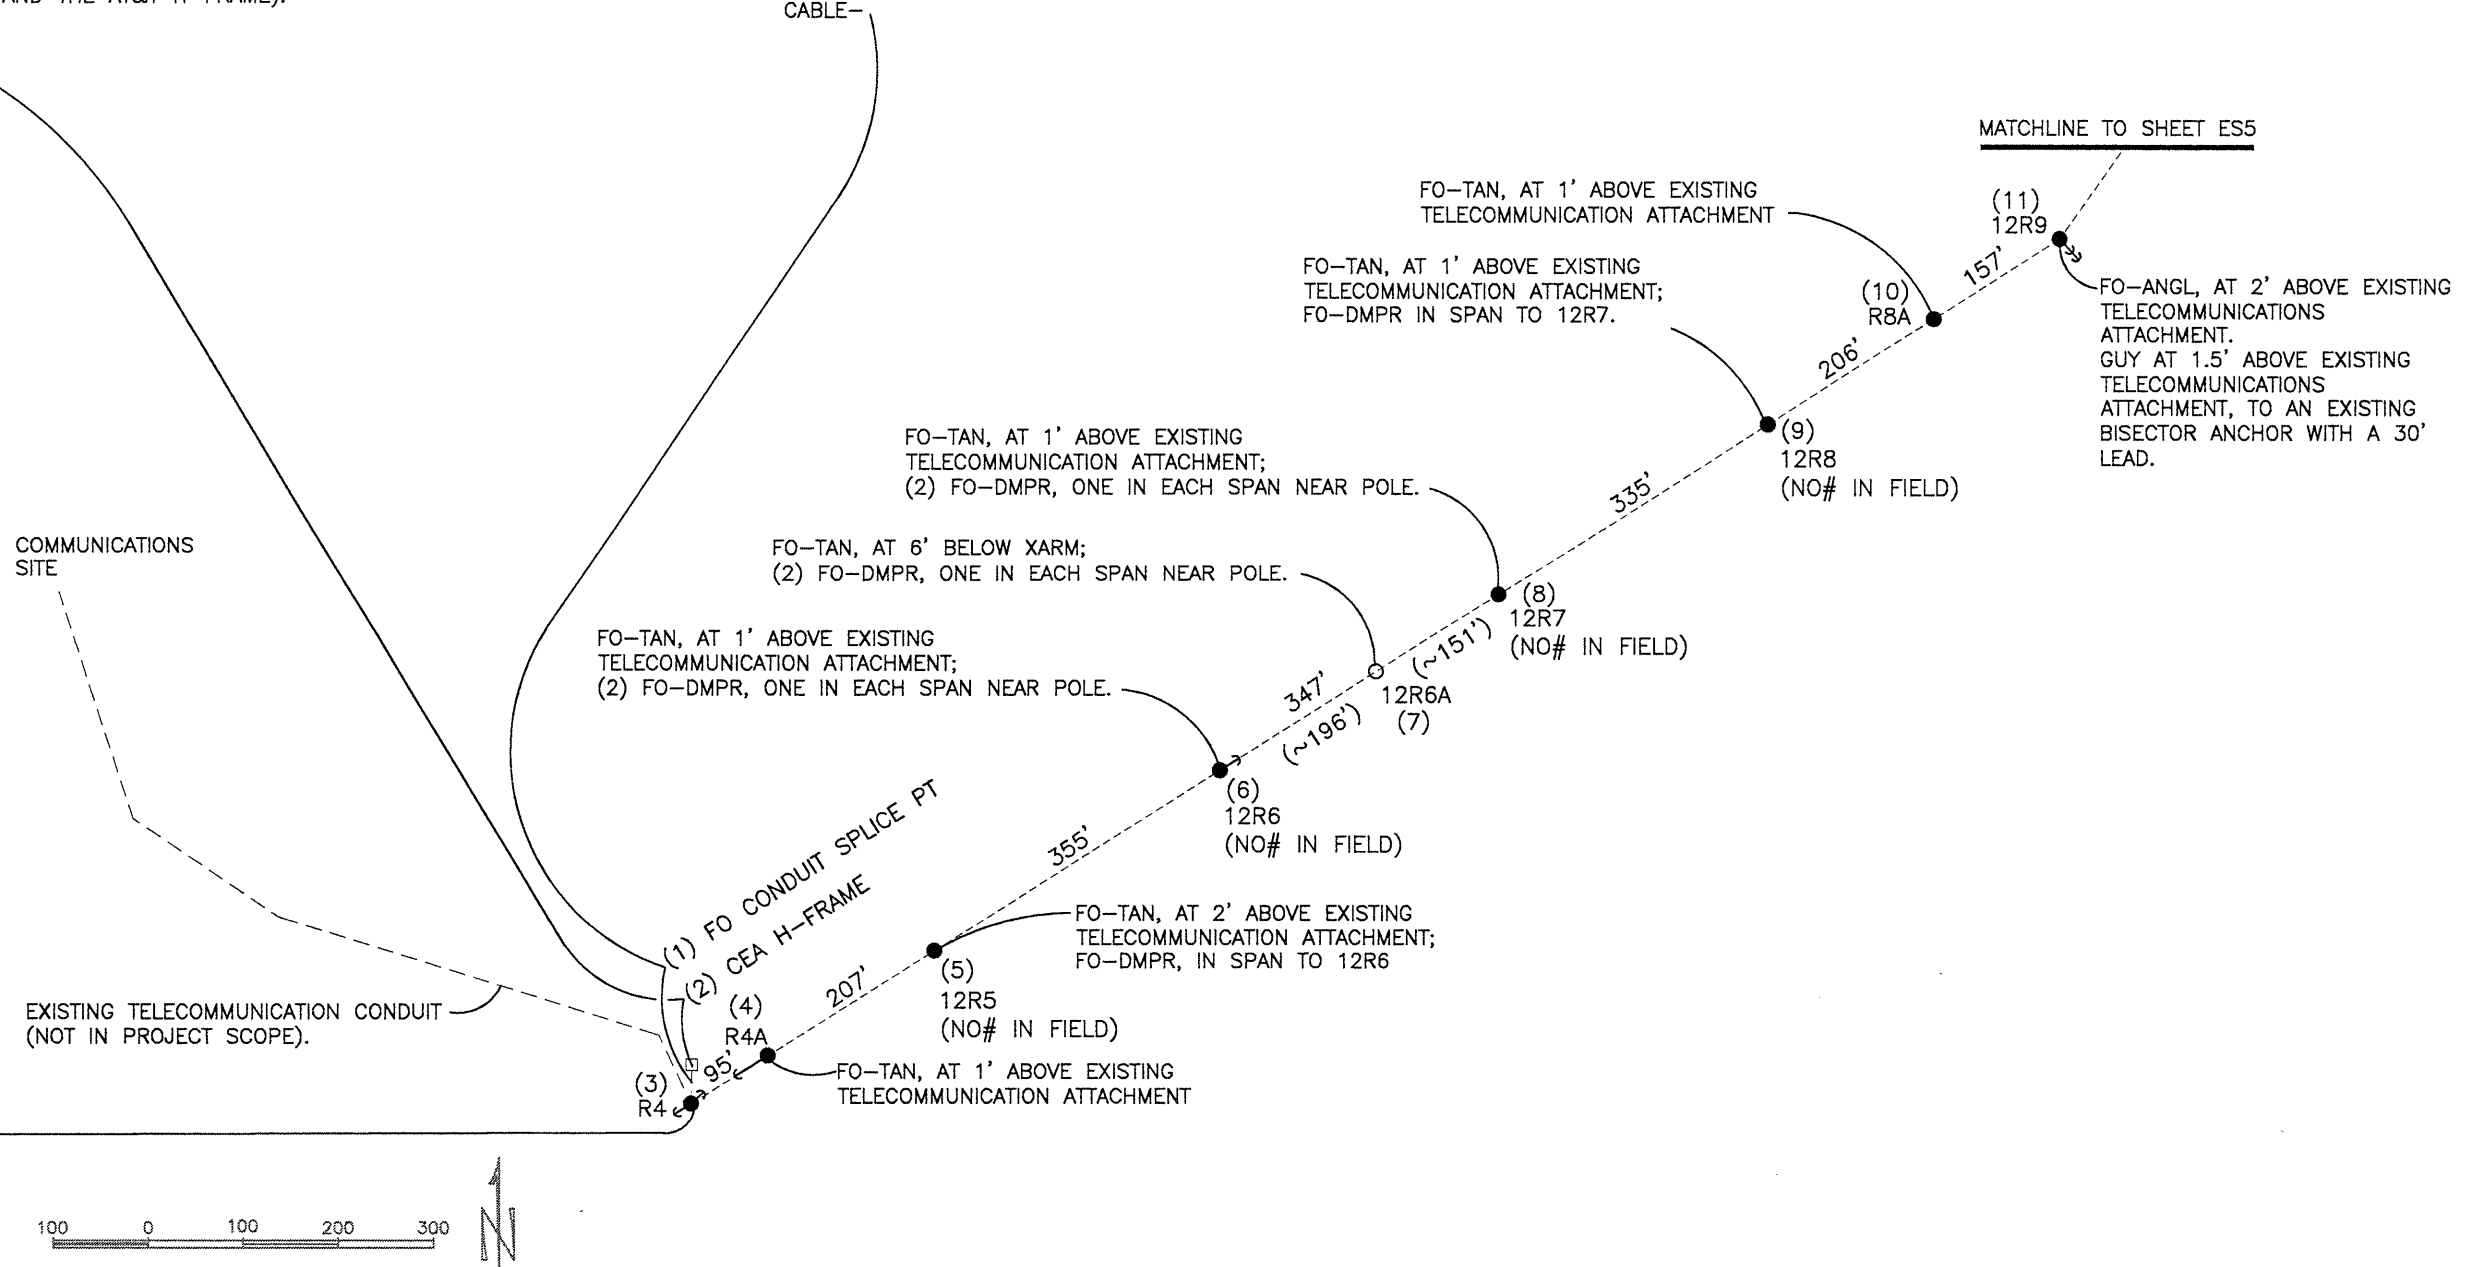 CABLE-
MATCHLINE TO SHEET ES5
FO-TAN, AT 1' ABOVE EXISTING
TELECOMMUNICATION ATTACHMENT
(11)
12R9
157'
FO-TAN, AT 1' ABOVE EXISTING
TELECOMMUNICATION ATTACHMENT;
FO-DMPR IN SPAN TO 12R7.
(10)
R8A
FO-ANGL, AT 2' ABOVE EXISTING
TELECOMMUNICATIONS
ATTACHMENT.
GUY AT 1.5' ABOVE EXISTING
TELECOMMUNICATIONS
ATTACHMENT, TO AN EXISTING
BISECTOR ANCHOR WITH A 30'
LEAD.
206'
FO-TAN, AT 1' ABOVE EXISTING
TELECOMMUNICATION ATTACHMENT;
(2) FO-DMPR, ONE IN EACH SPAN NEAR POLE.
(9)
12R8
(NO# IN FIELD)
335'
COMMUNICATIONS
SITE
FO-TAN, AT 6' BELOW XARM;
(2) FO-DMPR, ONE IN EACH SPAN NEAR POLE.
(8)
12R7
(NO# IN FIELD)
(~151')
FO-TAN, AT 1' ABOVE EXISTING
TELECOMMUNICATION ATTACHMENT;
(2) FO-DMPR, ONE IN EACH SPAN NEAR POLE.
347'
(~196')
12R6A
(7)
(6)
12R6
(NO# IN FIELD)
355'
(1) FO CONDUIT SPLICE PT
(2) CEA H-FRAME
FO-TAN, AT 2' ABOVE EXISTING
TELECOMMUNICATION ATTACHMENT;
FO-DMPR, IN SPAN TO 12R6
(5)
12R5
(NO# IN FIELD)
207'
(4)
R4A
EXISTING TELECOMMUNICATION CONDUIT
(NOT IN PROJECT SCOPE).
95'
FO-TAN, AT 1' ABOVE EXISTING
TELECOMMUNICATION ATTACHMENT
(3)
R4
100 0 100 200 300
N